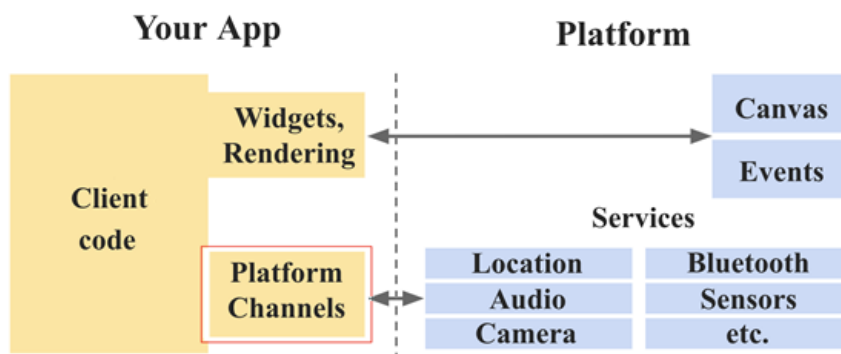 Your App
Platform
Widgets,
Rendering
Canvas
Events
Client
code
Services
Platform
Channels
Location
Bluetooth
Audio
Sensors
Camera
etc.